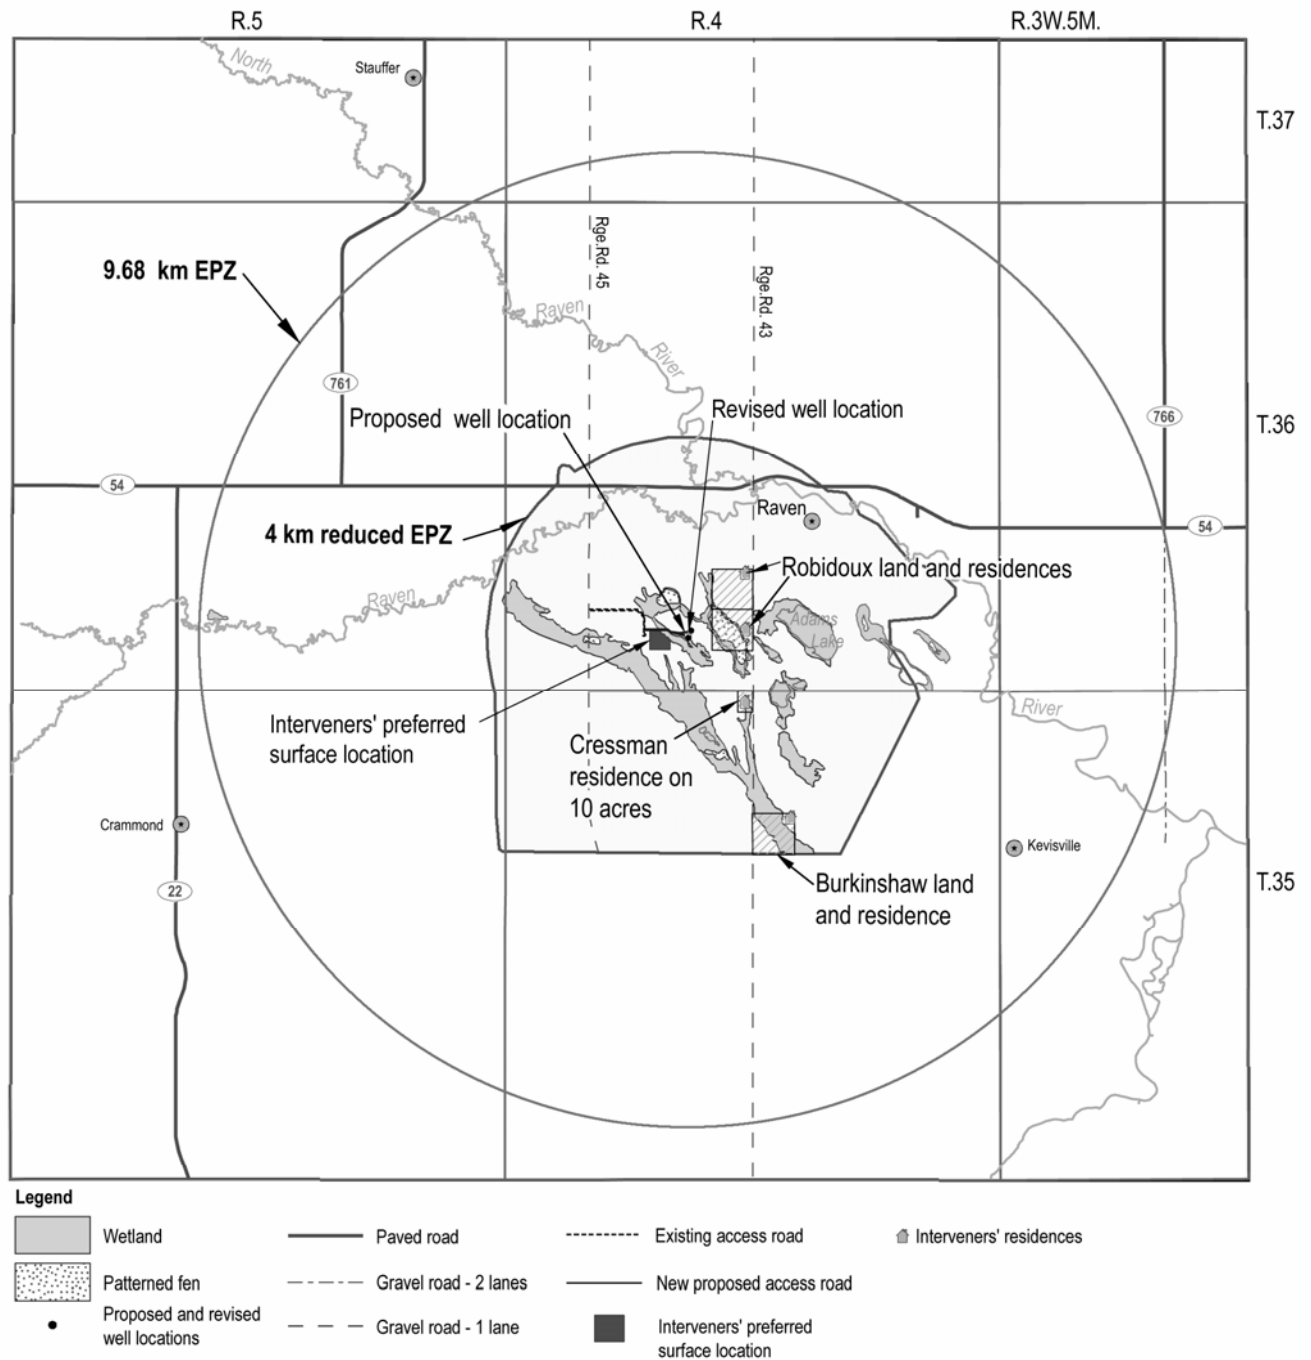 R.5
R.4
R.3W.5M.
North
Stauffer
T.37
Rge.Rd. 45
9.68 km EPZ
Rge.Rd. 43
Raven
River
761
Proposed well location
Revised well location
766
T.36
54
4 km reduced EPZ
Raven
54
Robidoux land and residences
Raven
Adams
Lake
Interveners' preferred
surface location
Cressman
residence on
10 acres
River
Crammond
Kevisville
22
Burkinshaw land
and residence
T.35
Legend
Wetland
Paved road
Existing access road
Interveners' residences
Patterned fen
Gravel road - 2 lanes
New proposed access road
Proposed and revised
well locations
Gravel road - 1 lane
Interveners' preferred
surface location